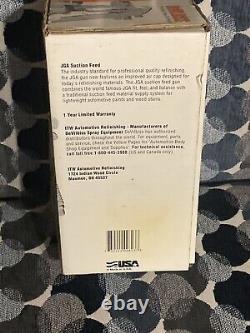 JGA Suction Feed
The industry standard for professional quality refinishing,
the JGA gun now features an improved air cap designed for
today's refinishing materials. The JGA suction feed gun
contains the world famous JGA fit, feel, and balance with
a traditional suction feed material supply system for
lightweight automotive paints and wood stains.
1 Year Limited Warranty
ITW Automotive Refinishing - Manufacturers of
DeVilbiss Spray Equipment DeVilbiss has authorized
distributors throughout the world. For equipment, parts
and service, check the Yellow Pages for "Automotive Body
Shop Equipment and Supplies". For technical assistance,
call toll free (US and Canada only)
ITW Automotive Refinishing
1724 Indian Wood Circle
Maumee, OH 43537
USA